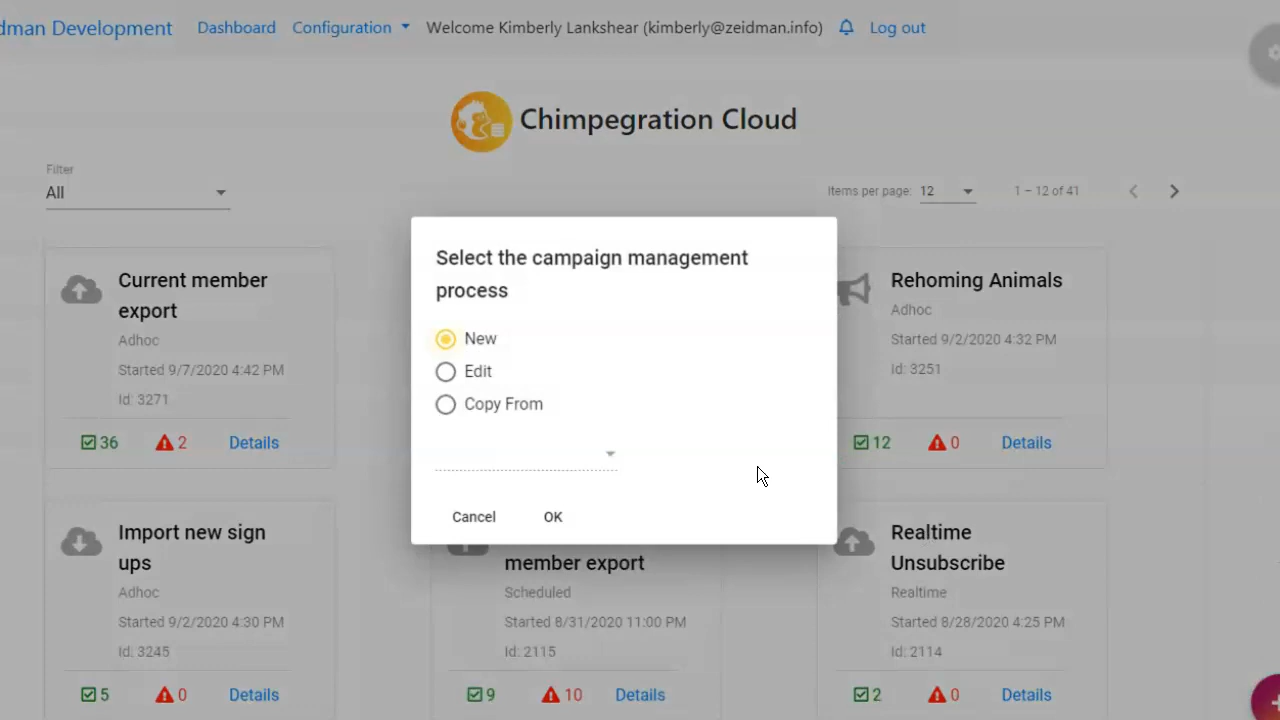 dman Development Dashboard Configuration Welcome Kimberly Lankshear (kimberly@zeidman.info) Log out
Chimpegration Cloud
Filter
All
Items per page: 12 1 – 12 of 41
Select the campaign management
process
New
Edit
Copy From
Cancel OK
Current member
export
Adhoc
Started 9/7/2020 4:42 PM
Id: 3271
36 2 Details
Rehoming Animals
Adhoc
Started 9/2/2020 4:32 PM
Id: 3251
12 0 Details
Import new sign
ups
Adhoc
Started 9/2/2020 4:30 PM
Id: 3245
5 0 Details
member export
Scheduled
Started 8/31/2020 11:00 PM
Id: 2115
9 10 Details
Realtime
Unsubscribe
Realtime
Started 8/28/2020 4:25 PM
Id: 2114
2 0 Details